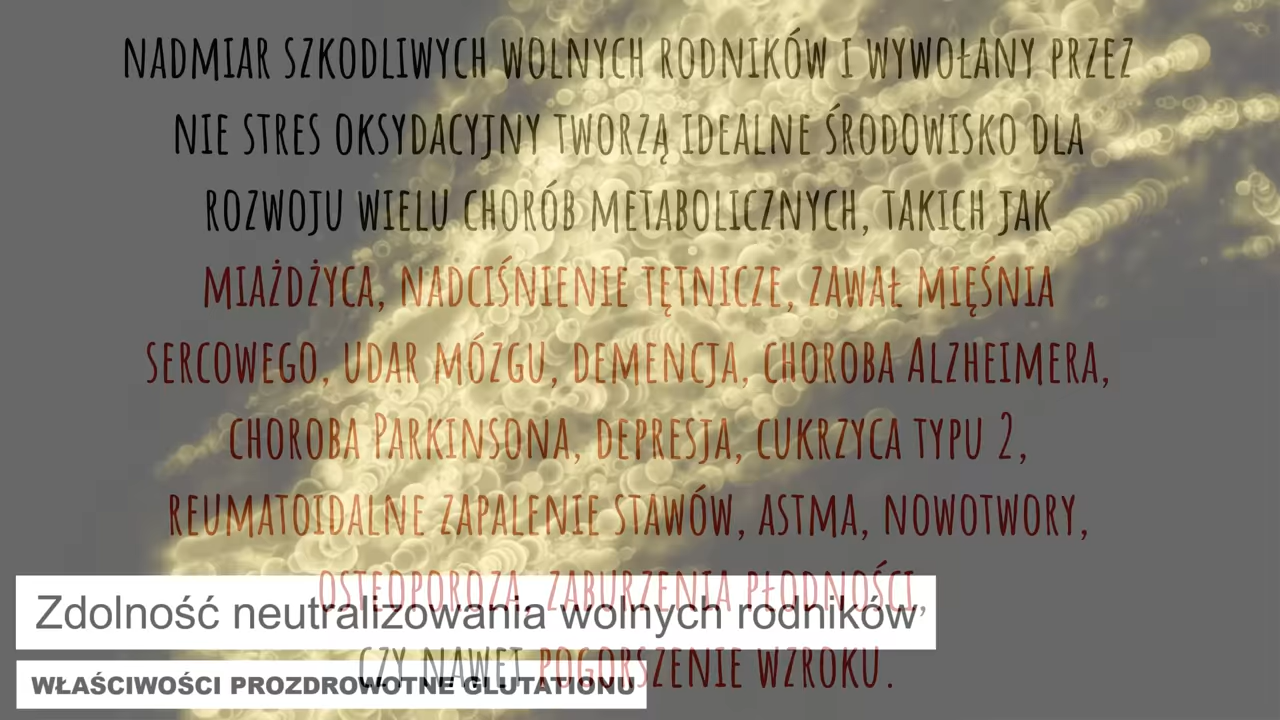 NADMIAR SZKODLIWYCH WOLNYCH RODNIKÓW I WYWOŁANY PRZEZ
NIE STRES OKSYDACYJNY TWORZĄ IDEALNE ŚRODOWISKO DLA
ROZWOJU WIELU CHORÓB METABOLICZNYCH, TAKICH JAK
MIAŻDŻYCA, NADCIŚNIENIE TĘTNICZE, ZAWAŁ MIĘŚNIA
SERCOWEGO, UDAR MÓZGU, DEMENCJA, CHOROBA ALZHEIMERA,
CHOROBA PARKINSONA, DEPRESJA, CUKRZYCA TYPU 2,
REUMATOIDALNE ZAPALENIE STAWÓW, ASTMA, NOWOTWORY,
OSTEOPOROZA, ZABURZENIA PŁODNOŚCI,
Zdolność neutralizowania wolnych rodników
CZY NAWET POGORSZENIE WZROKU.
WŁAŚCIWOŚCI PROZDROWOTNE GLUTATIONU